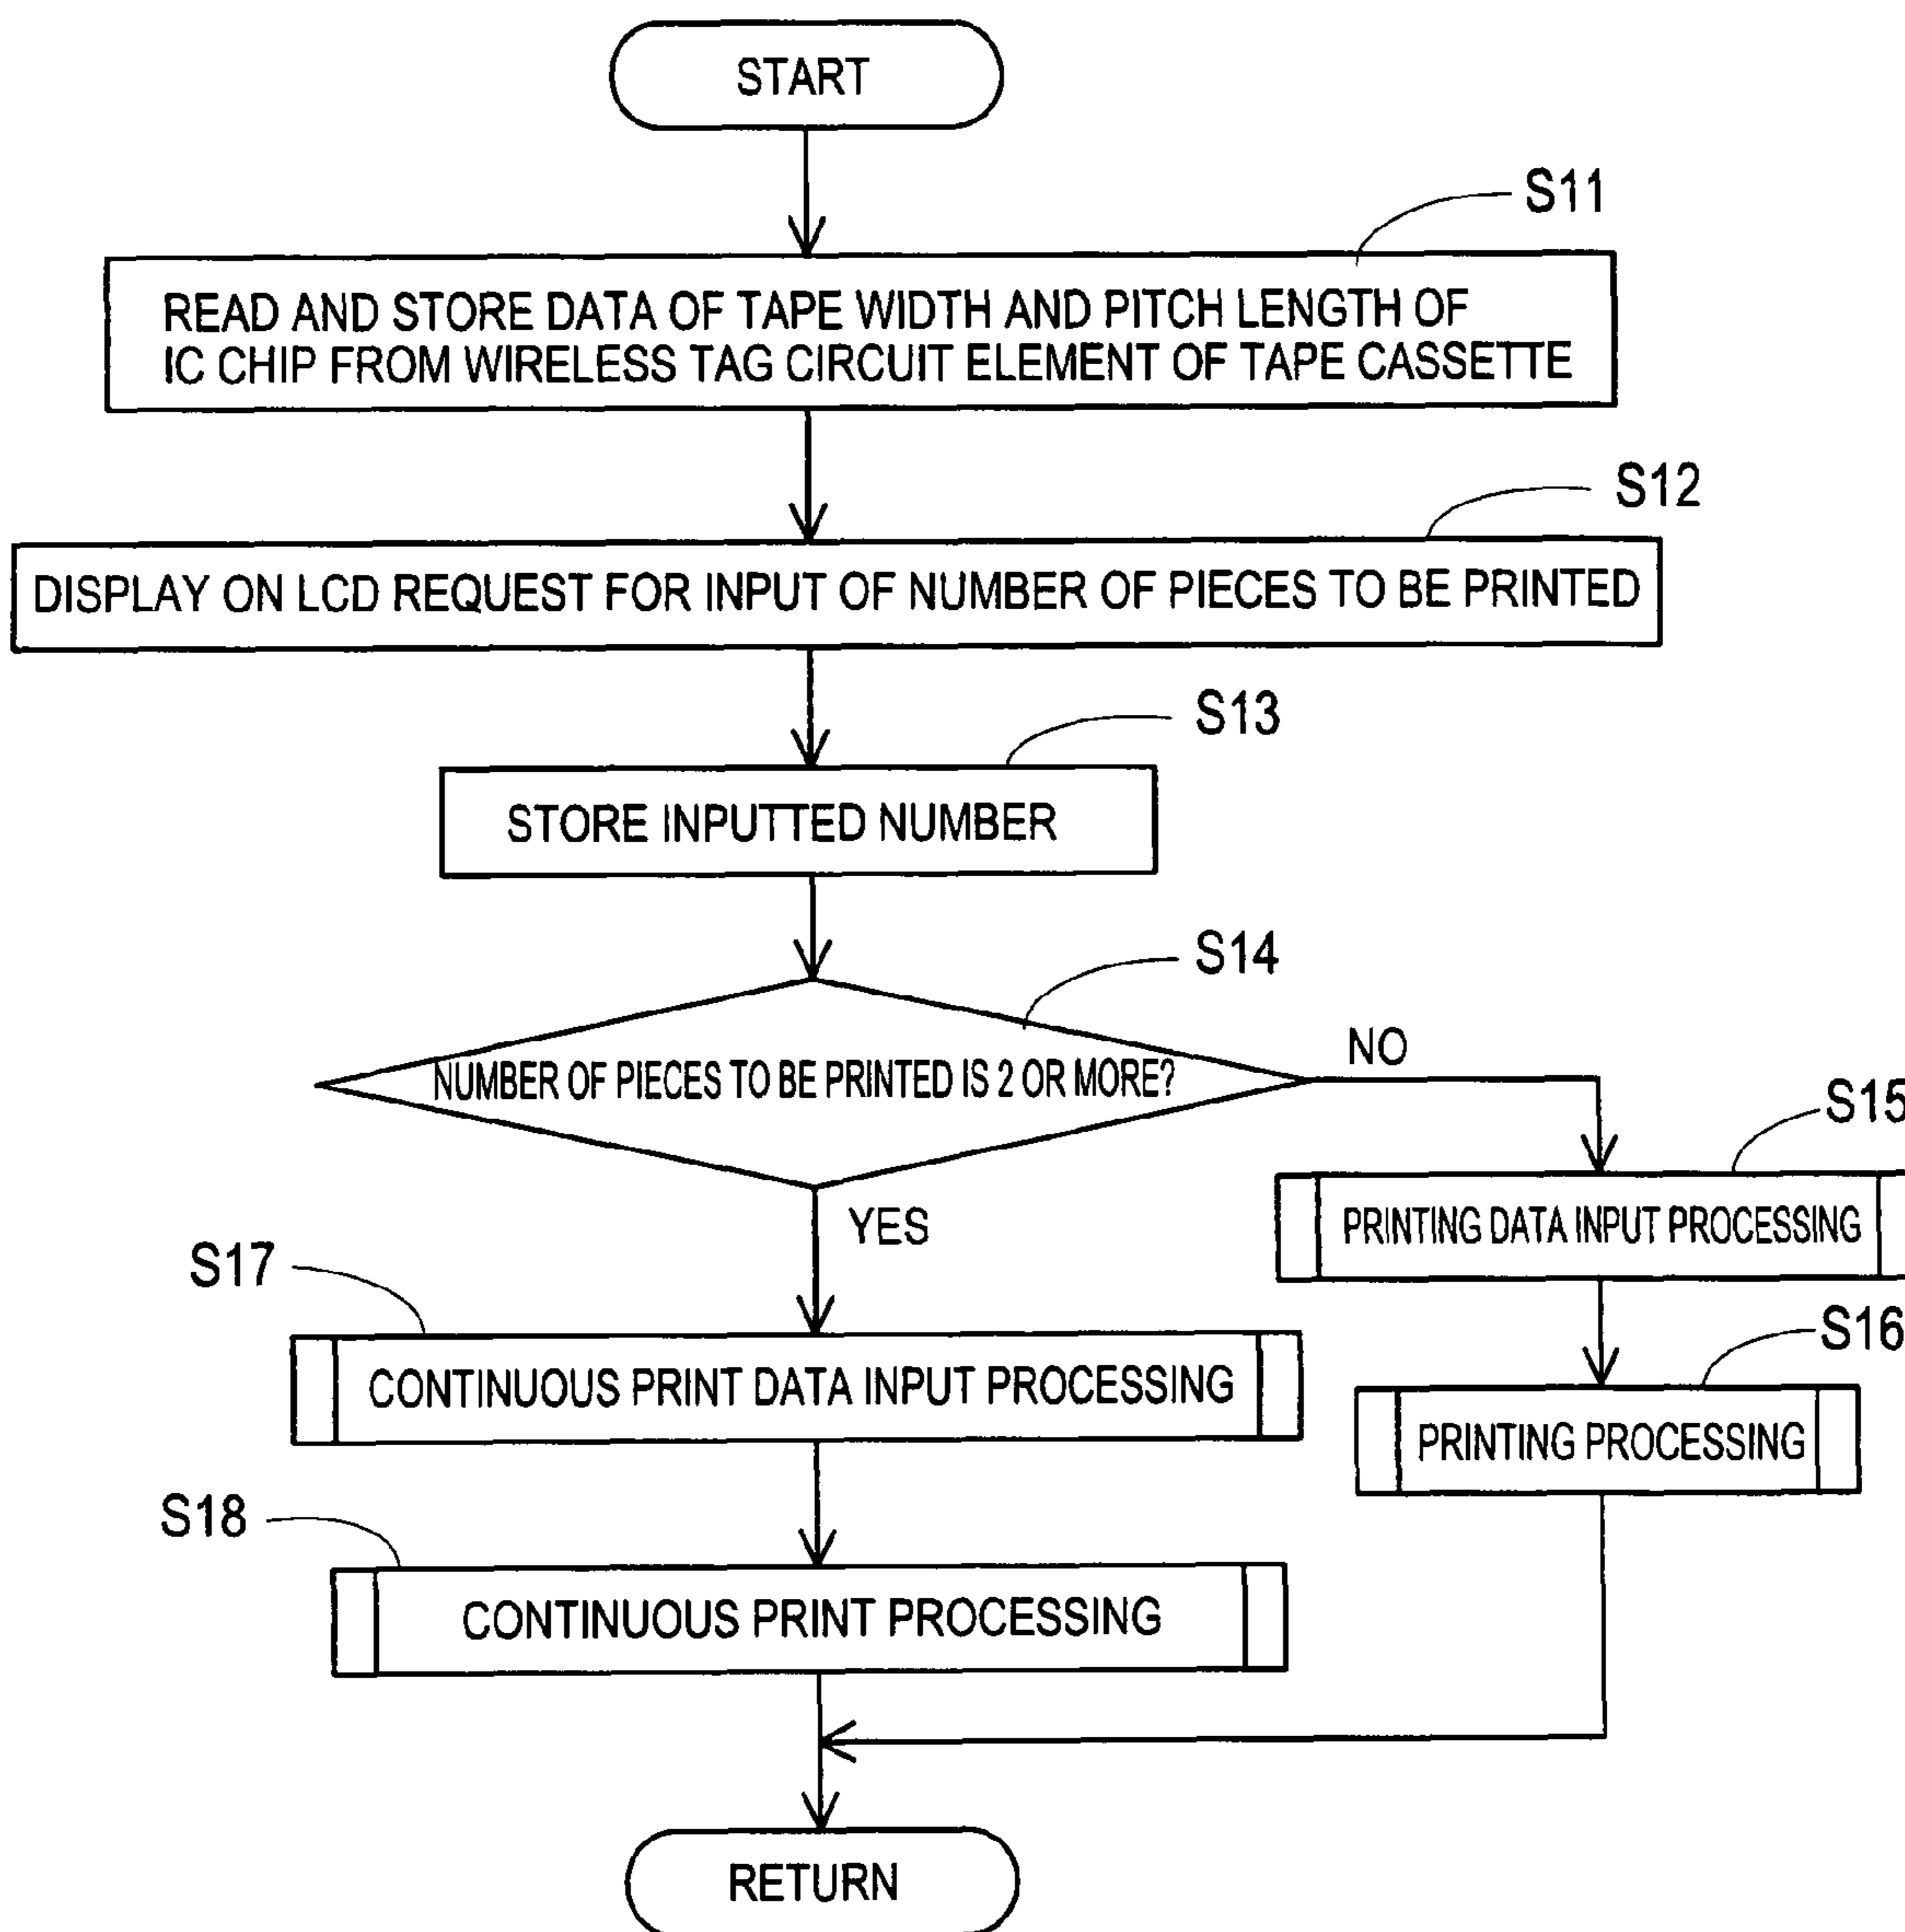 START
S11
READ AND STORE DATA OF TAPE WIDTH AND PITCH LENGTH OF
IC CHIP FROM WIRELESS TAG CIRCUIT ELEMENT OF TAPE CASSETTE
S12
DISPLAY ON LCD REQUEST FOR INPUT OF NUMBER OF PIECES TO BE PRINTED
S13
STORE INPUTTED NUMBER
S14
NUMBER OF PIECES TO BE PRINTED IS 2 OR MORE?
NO
S15
PRINTING DATA INPUT PROCESSING
YES
S17
S16
CONTINUOUS PRINT DATA INPUT PROCESSING
PRINTING PROCESSING
S18
CONTINUOUS PRINT PROCESSING
RETURN